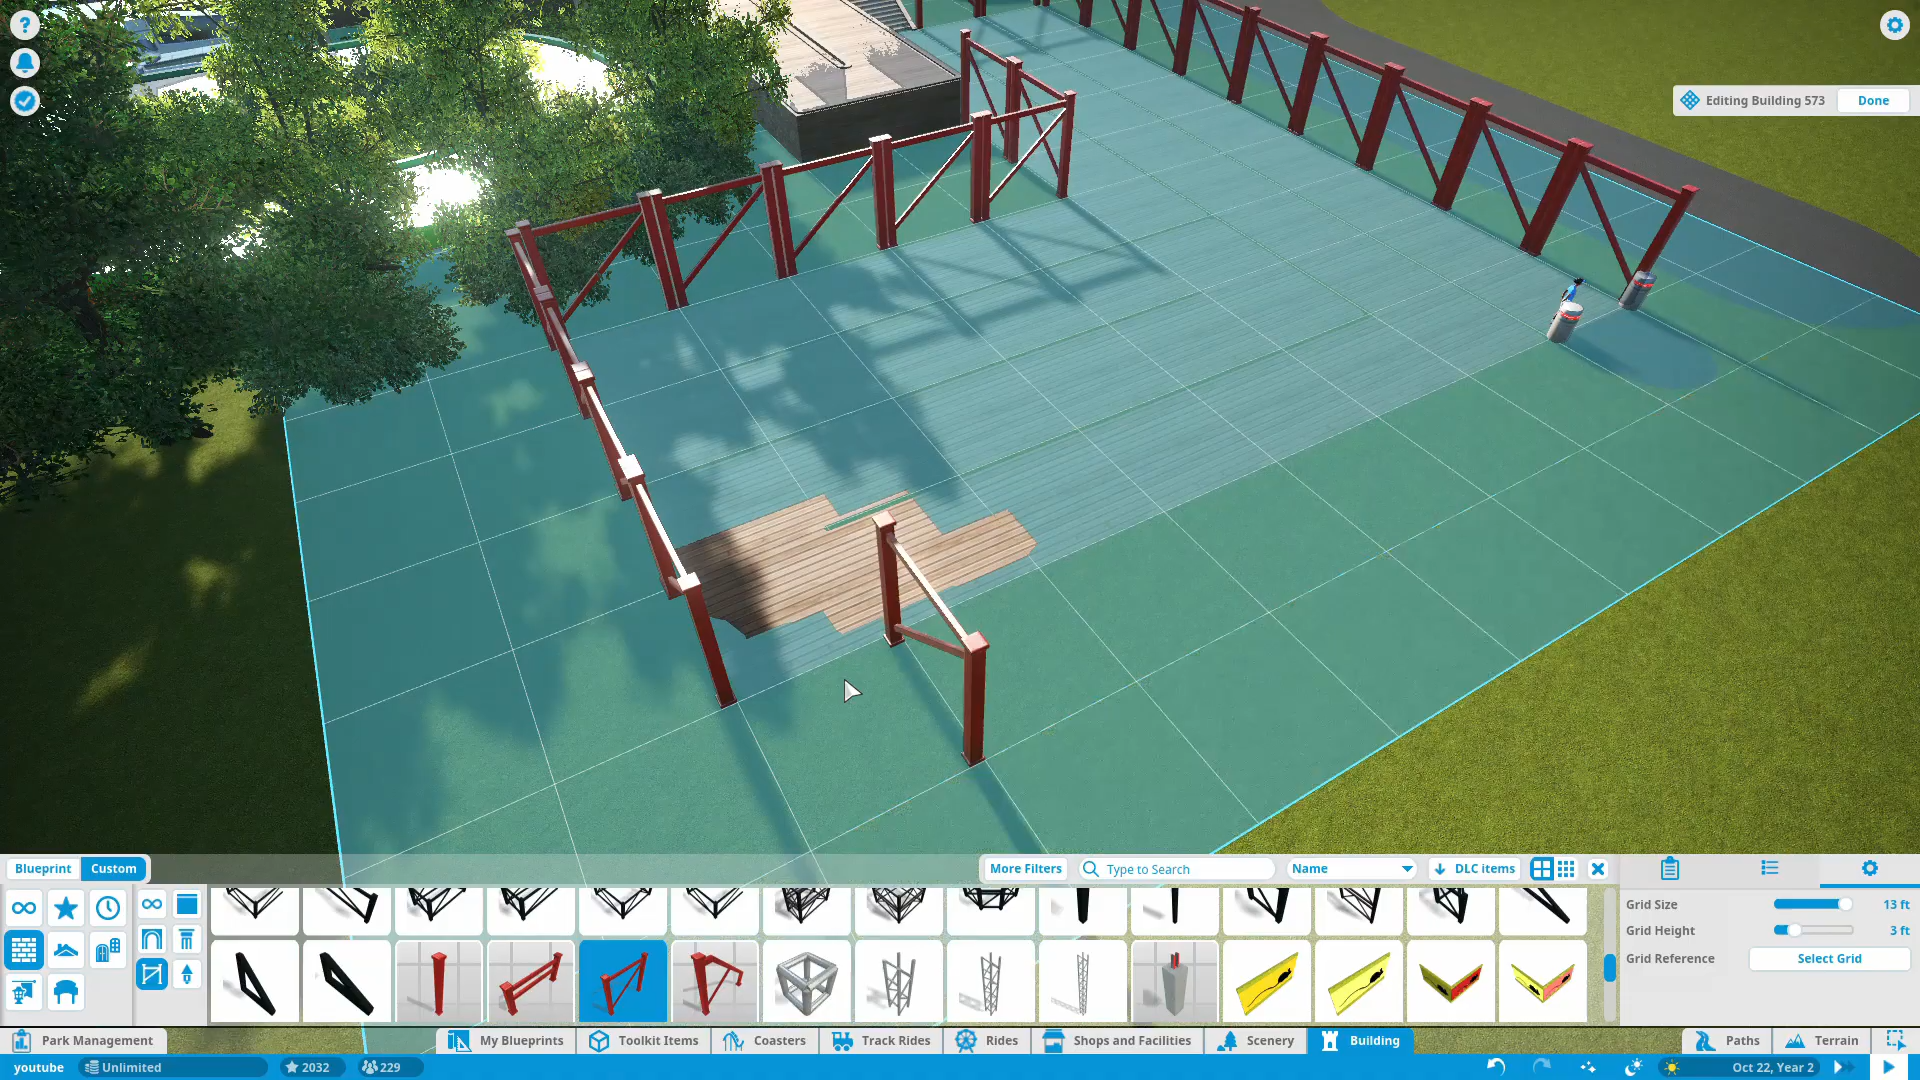 ?
Editing Building 573
Done
Blueprint
Custom
More Filters
Type to Search
Name
DLC items
Grid Size
13 ft
Grid Height
3 ft
Grid Reference
Select Grid
Park Management
My Blueprints
Toolkit Items
Coasters
Track Rides
Rides
Shops and Facilities
Scenery
Building
Paths
Terrain
youtube
Unlimited
2032
229
Oct 22, Year 2